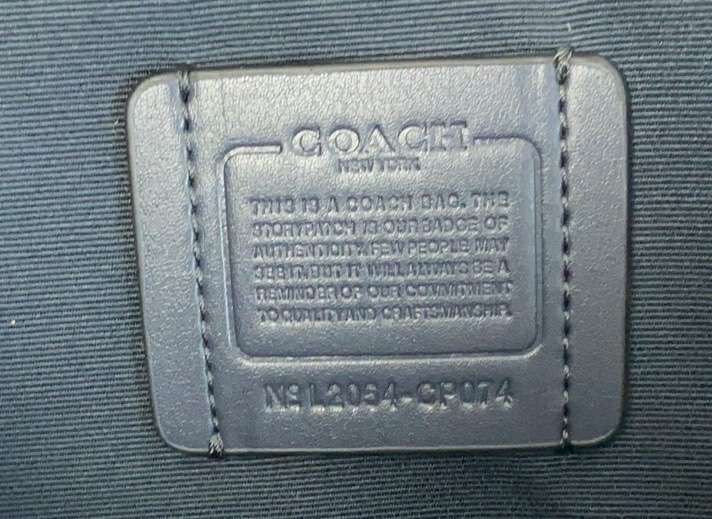 COACH
NEW YORK
THIS IS A COACH BAG. THE
STORYPATCH IS OUR BADGE OF
AUTHENTICITY. FEW PEOPLE MAY
SEE IT, BUT IT WILL ALWAYS BE A
REMINDER OF OUR COMMITMENT
TO QUALITY AND CRAFTSMANSHIP.
Nº L2064-CP074